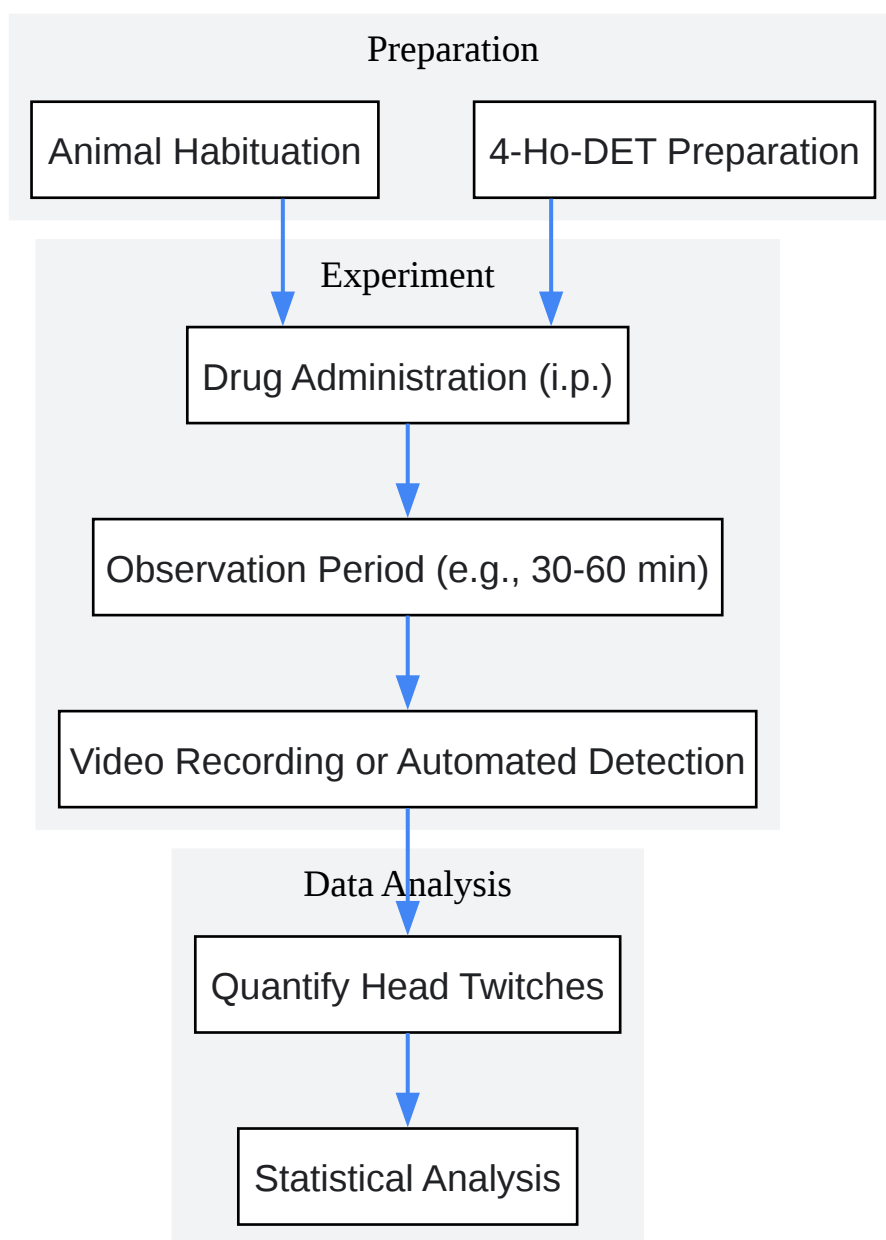 Preparation
Animal Habituation
4-Ho-DET Preparation
Experiment
Drug Administration (i.p.)
Observation Period (e.g., 30-60 min)
Video Recording or Automated Detection
Data Analysis
Quantify Head Twitches
Statistical Analysis